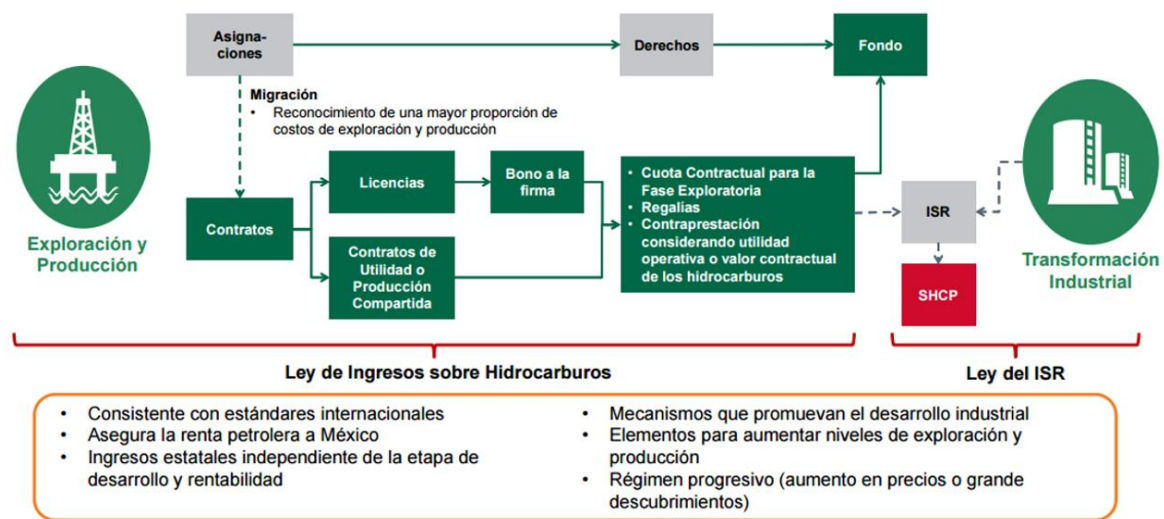 Asigna-
ciones
Derechos
Fondo
Migración
• Reconocimiento de una mayor proporción de
costos de exploración y producción
Exploración y
Producción
Contratos
Licencias
Bono a la
firma
Contratos de
Utilidad o
Producción
Compartida
• Cuota Contractual para la
Fase Exploratoria
• Regalías
• Contraprestación
considerando utilidad
operativa o valor contractual
de los hidrocarburos
ISR
SHCP
Transformación
Industrial
Ley de Ingresos sobre Hidrocarburos
Ley del ISR
• Consistente con estándares internacionales
• Asegura la renta petrolera a México
• Ingresos estatales independiente de la etapa de
desarrollo y rentabilidad
• Mecanismos que promuevan el desarrollo industrial
• Elementos para aumentar niveles de exploración y
producción
• Régimen progresivo (aumento en precios o grande
descubrimientos)